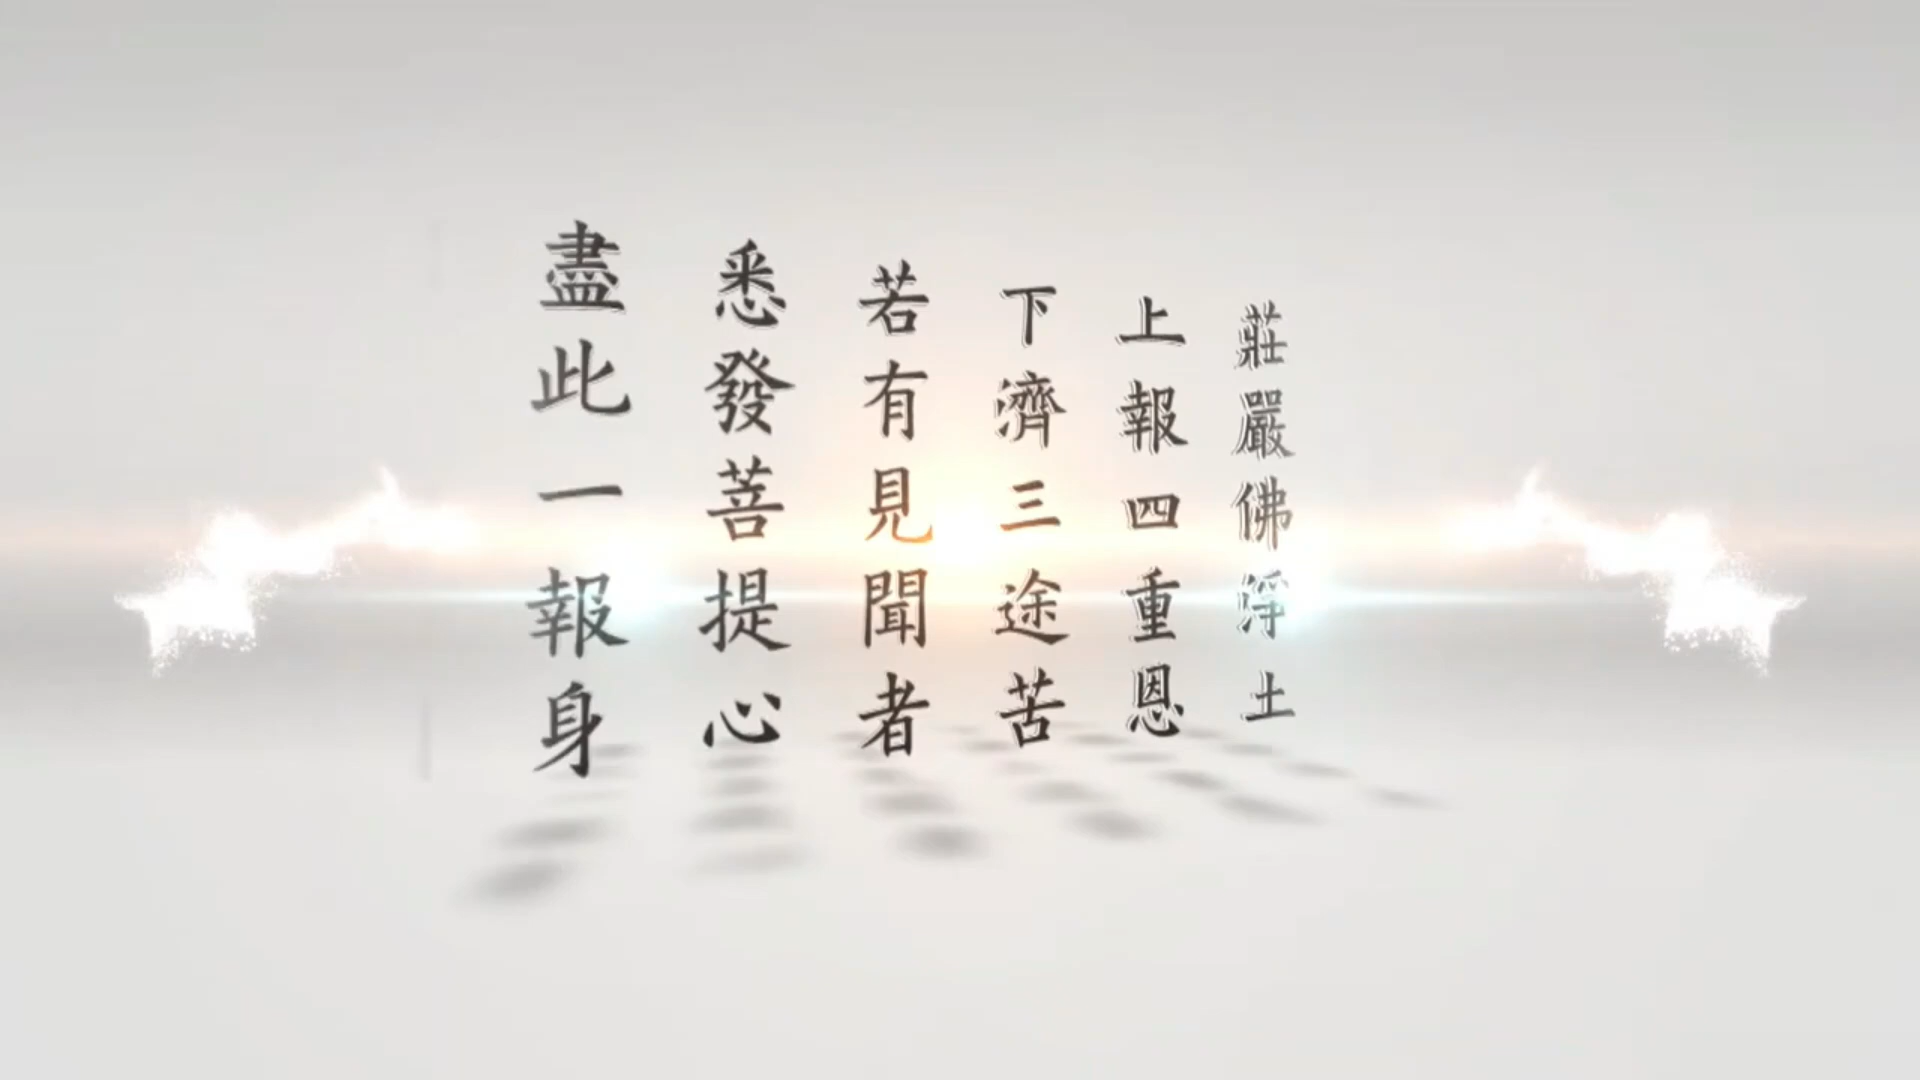 莊嚴佛淨土
上報四重恩
下濟三途苦
若有見聞者
悉發菩提心
盡此一報身